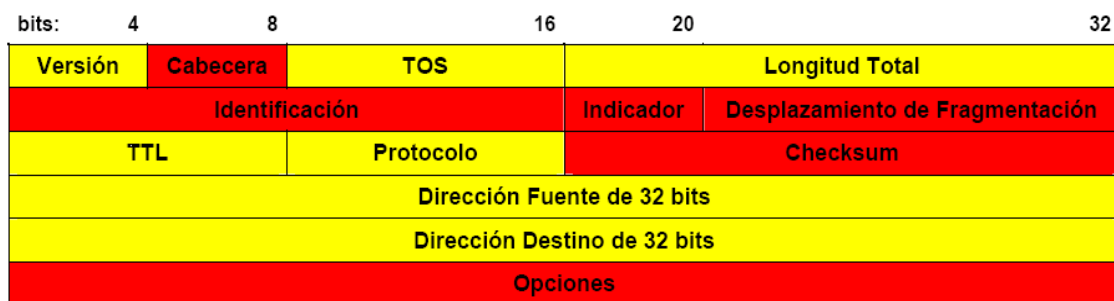 bits: 4 8 16 20 32
Versión Cabecera TOS Longitud Total
Identificación Indicador Desplazamiento de Fragmentación
TTL Protocolo Checksum
Dirección Fuente de 32 bits
Dirección Destino de 32 bits
Opciones